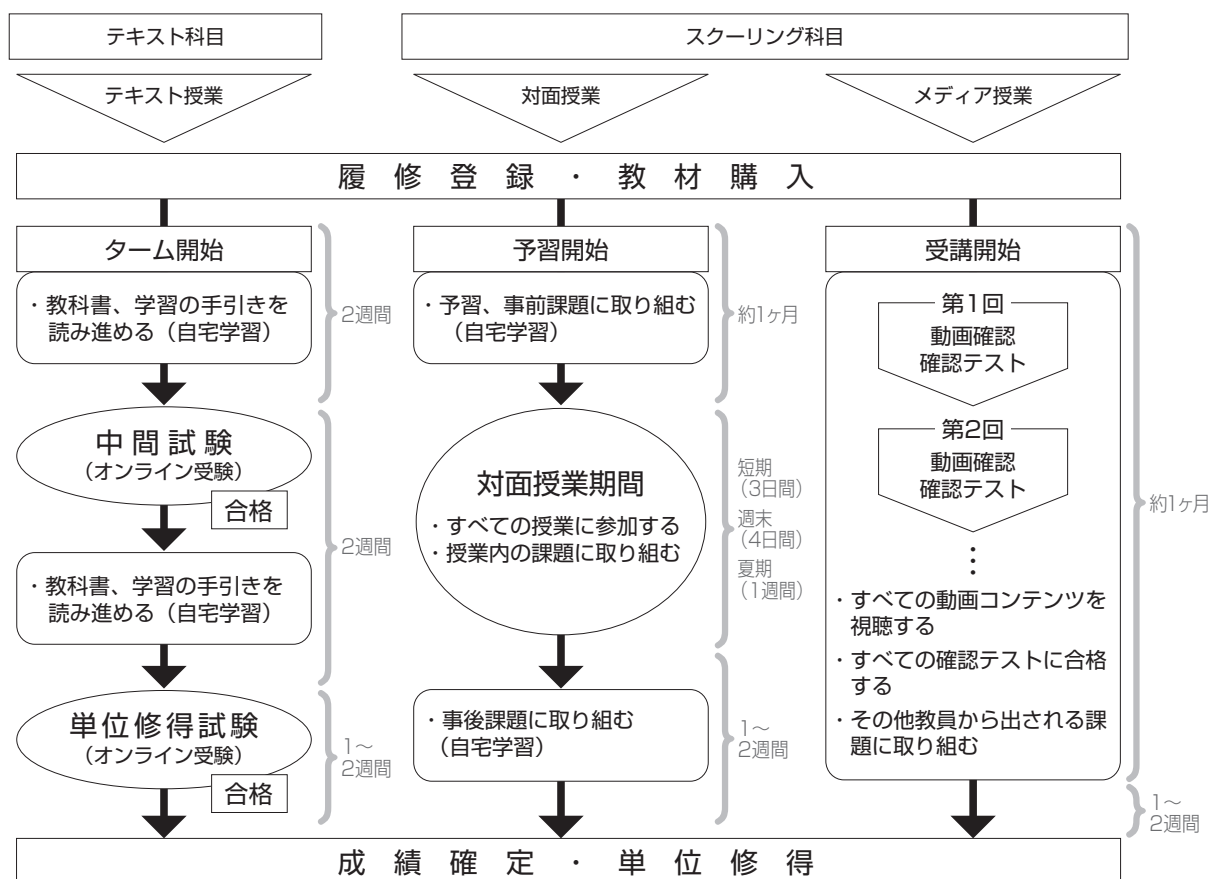 テキスト科目
スクーリング科目
テキスト授業
対面授業
メディア授業
履修登録・教材購入
ターム開始
・教科書、学習の手引きを
読み進める（自宅学習）
2週間
中間試験
（オンライン受験）
合格
・教科書、学習の手引きを
読み進める（自宅学習）
2週間
単位修得試験
（オンライン受験）
合格
1～
2週間
予習開始
・予習、事前課題に取り組む
（自宅学習）
約1ヶ月
対面授業期間
・すべての授業に参加する
・授業内の課題に取り組む
短期
（3日間）
週末
（4日間）
夏期
（1週間）
・事後課題に取り組む
（自宅学習）
1～
2週間
受講開始
第1回
動画確認
確認テスト
第2回
動画確認
確認テスト
⋮
・すべての動画コンテンツを
視聴する
・すべての確認テストに合格
する
・その他教員から出される課
題に取り組む
約1ヶ月
1～
2週間
成績確定・単位修得